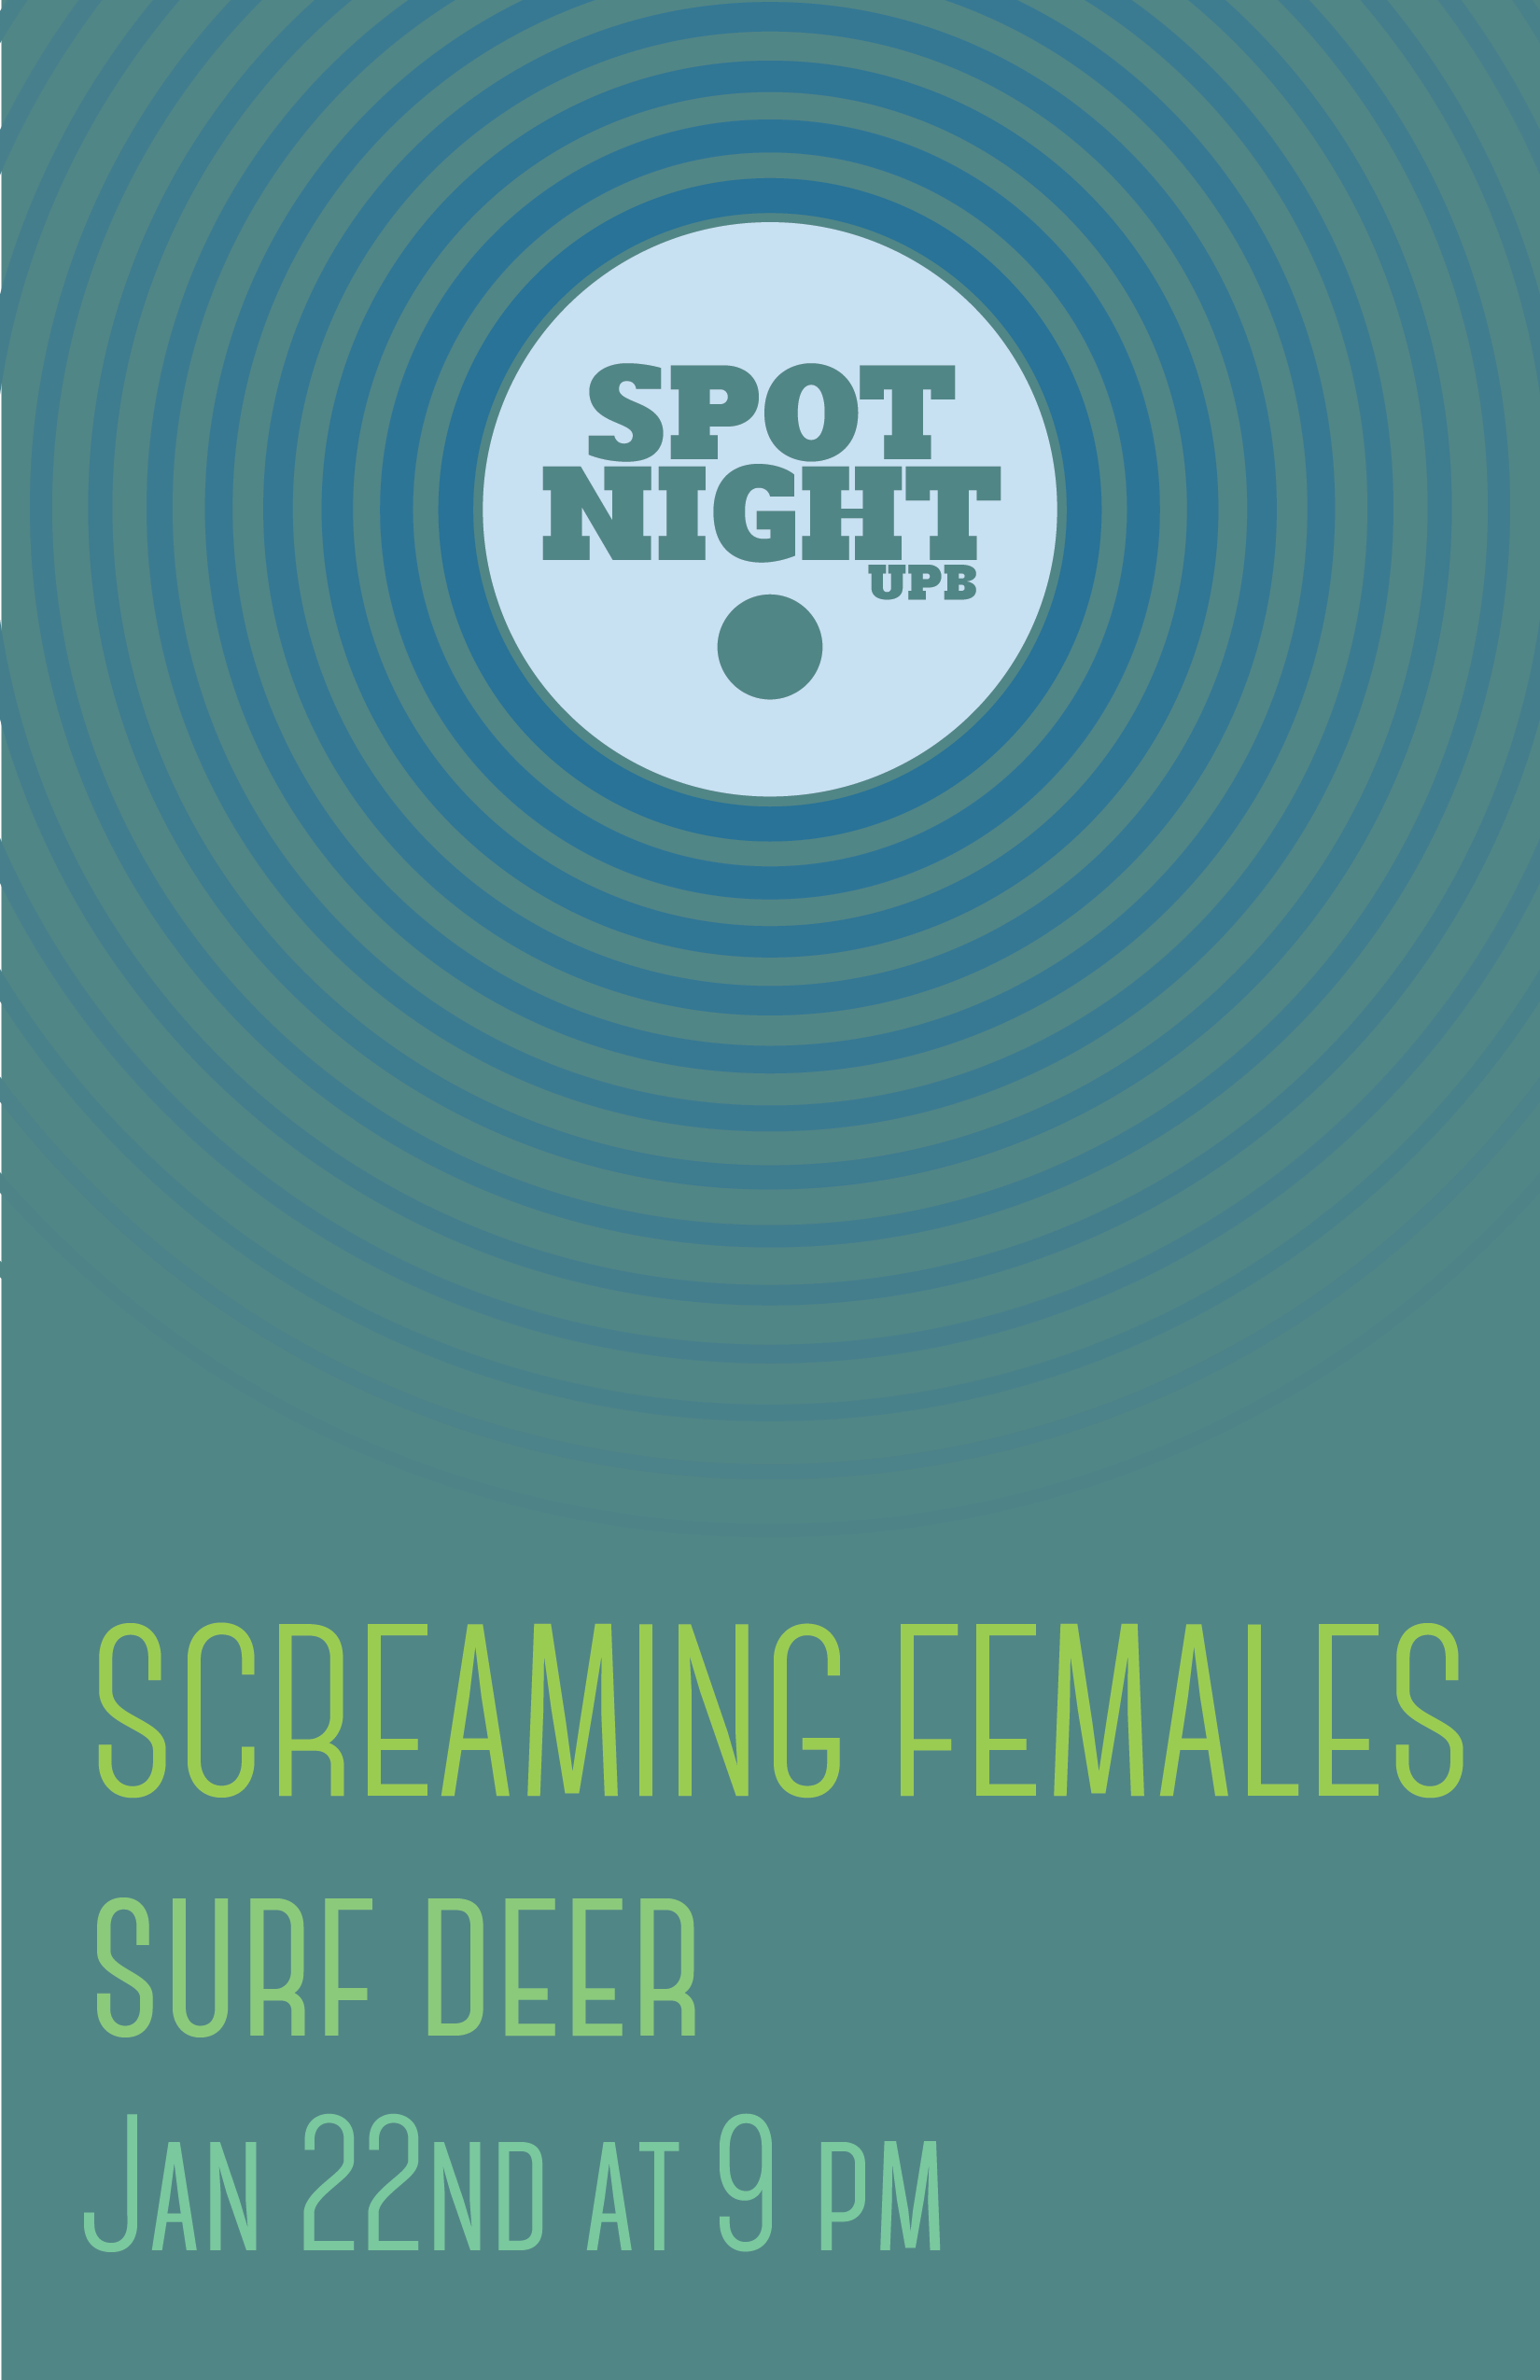 SPOT
NIGHT
UPB
SCREAMING FEMALES
SURF DEER
JAN 22ND AT 9 PM